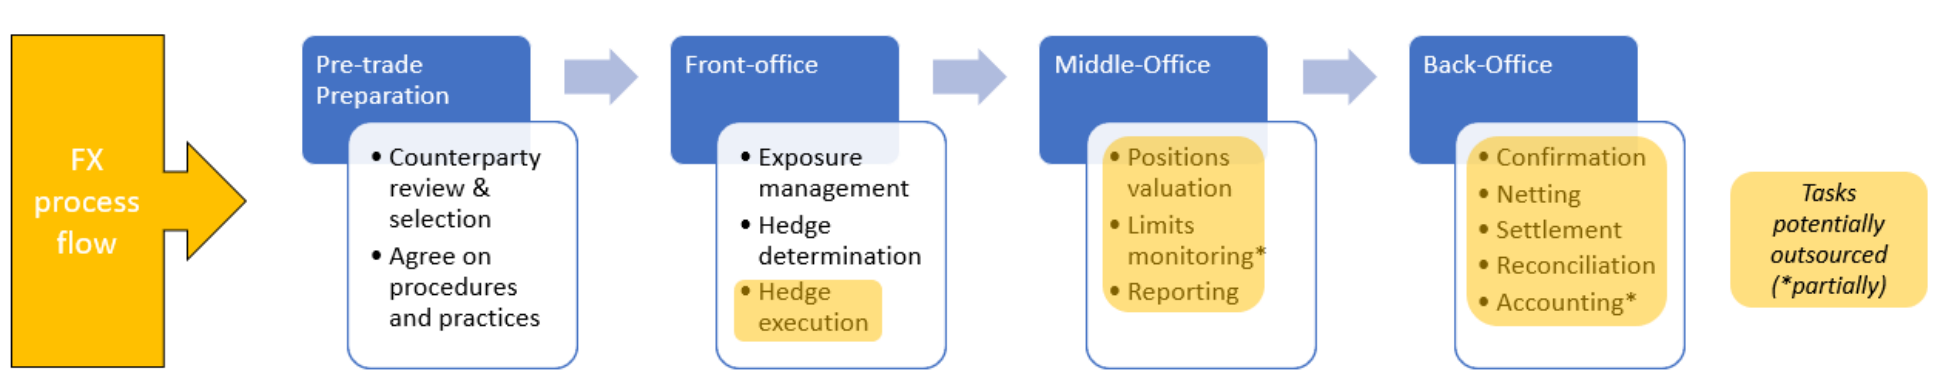 FX
process
flow
Pre-trade
Preparation
• Counterparty
review &
selection
• Agree on
procedures
and practices
Front-office
• Exposure
management
• Hedge
determination
• Hedge
execution
Middle-Office
• Positions
valuation
• Limits
monitoring*
• Reporting
Back-Office
• Confirmation
• Netting
• Settlement
• Reconciliation
• Accounting*
Tasks
potentially
outsourced
(*partially)